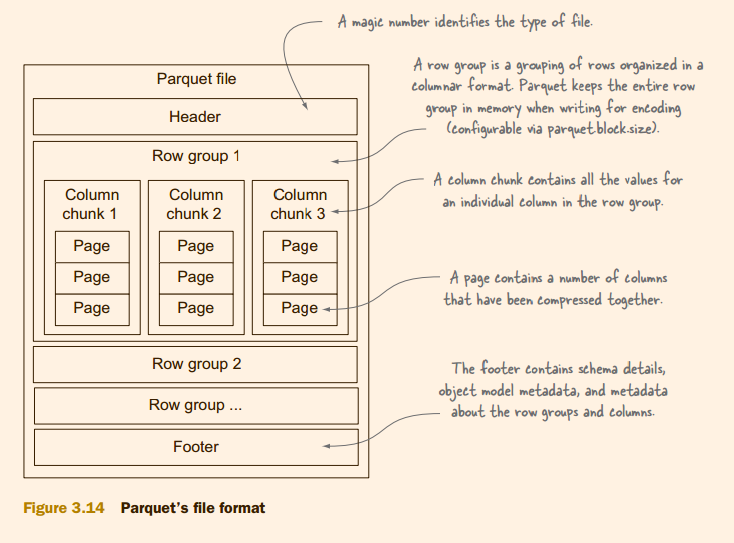 A magic number identifies the type of file.
Parquet file
Header
A row group is a grouping of rows organized in a
columnar format. Parquet keeps the entire row
group in memory when writing for encoding
(configurable via parquet.block.size).
Row group 1
Column
chunk 1
Column
chunk 2
Column
chunk 3
A column chunk contains all the values for
an individual column in the row group.
Page
Page
Page
Page
Page
Page
Page
Page
Page
A page contains a number of columns
that have been compressed together.
Row group 2
Row group ...
Footer
The footer contains schema details,
object model metadata, and metadata
about the row groups and columns.
Figure 3.14 Parquet's file format